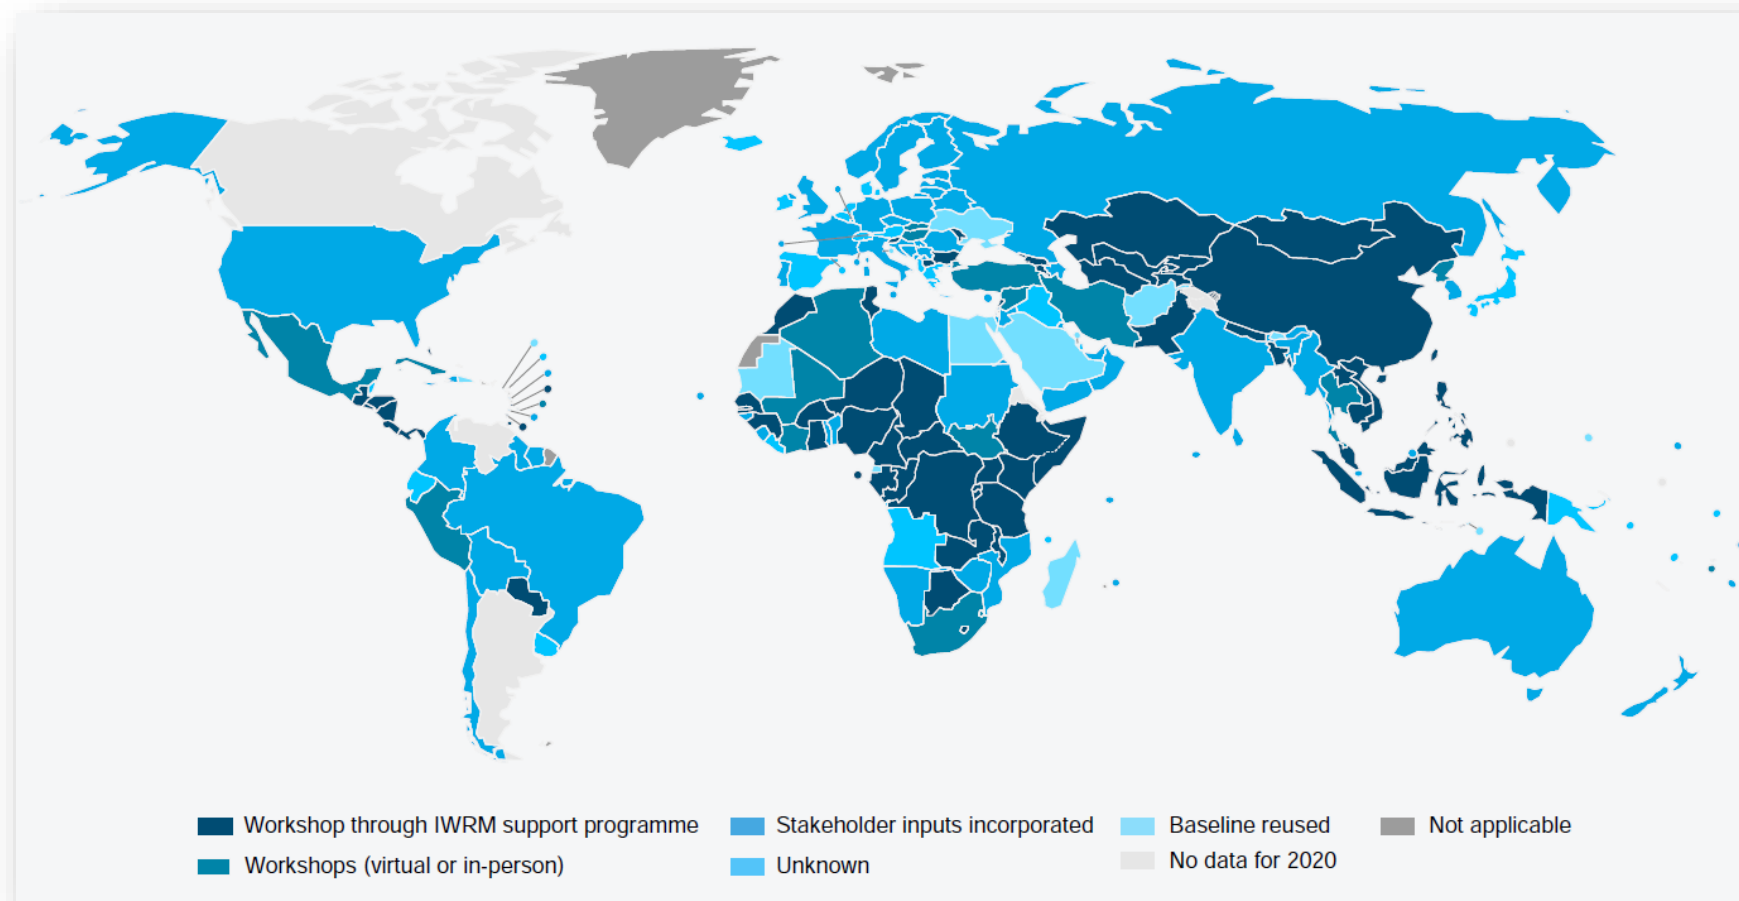 Workshop through IWRM support programme
Stakeholder inputs incorporated
Baseline reused
Not applicable
Workshops (virtual or in-person)
Unknown
No data for 2020